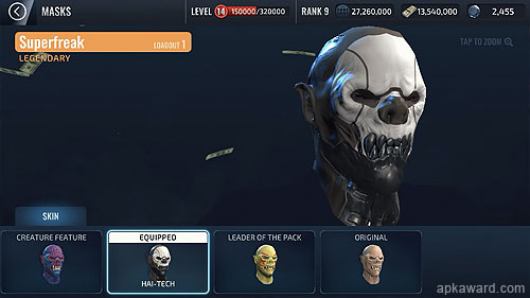 MASKS
LEVEL 14 150000/320000
RANK 9
27,260,000
13,540,000
2,455
Superfreak
LOADOUT 1
LEGENDARY
TAP TO ZOOM
SKIN
CREATURE FEATURE
EQUIPPED
LEADER OF THE PACK
ORIGINAL
HAI-TECH
apkaward.com